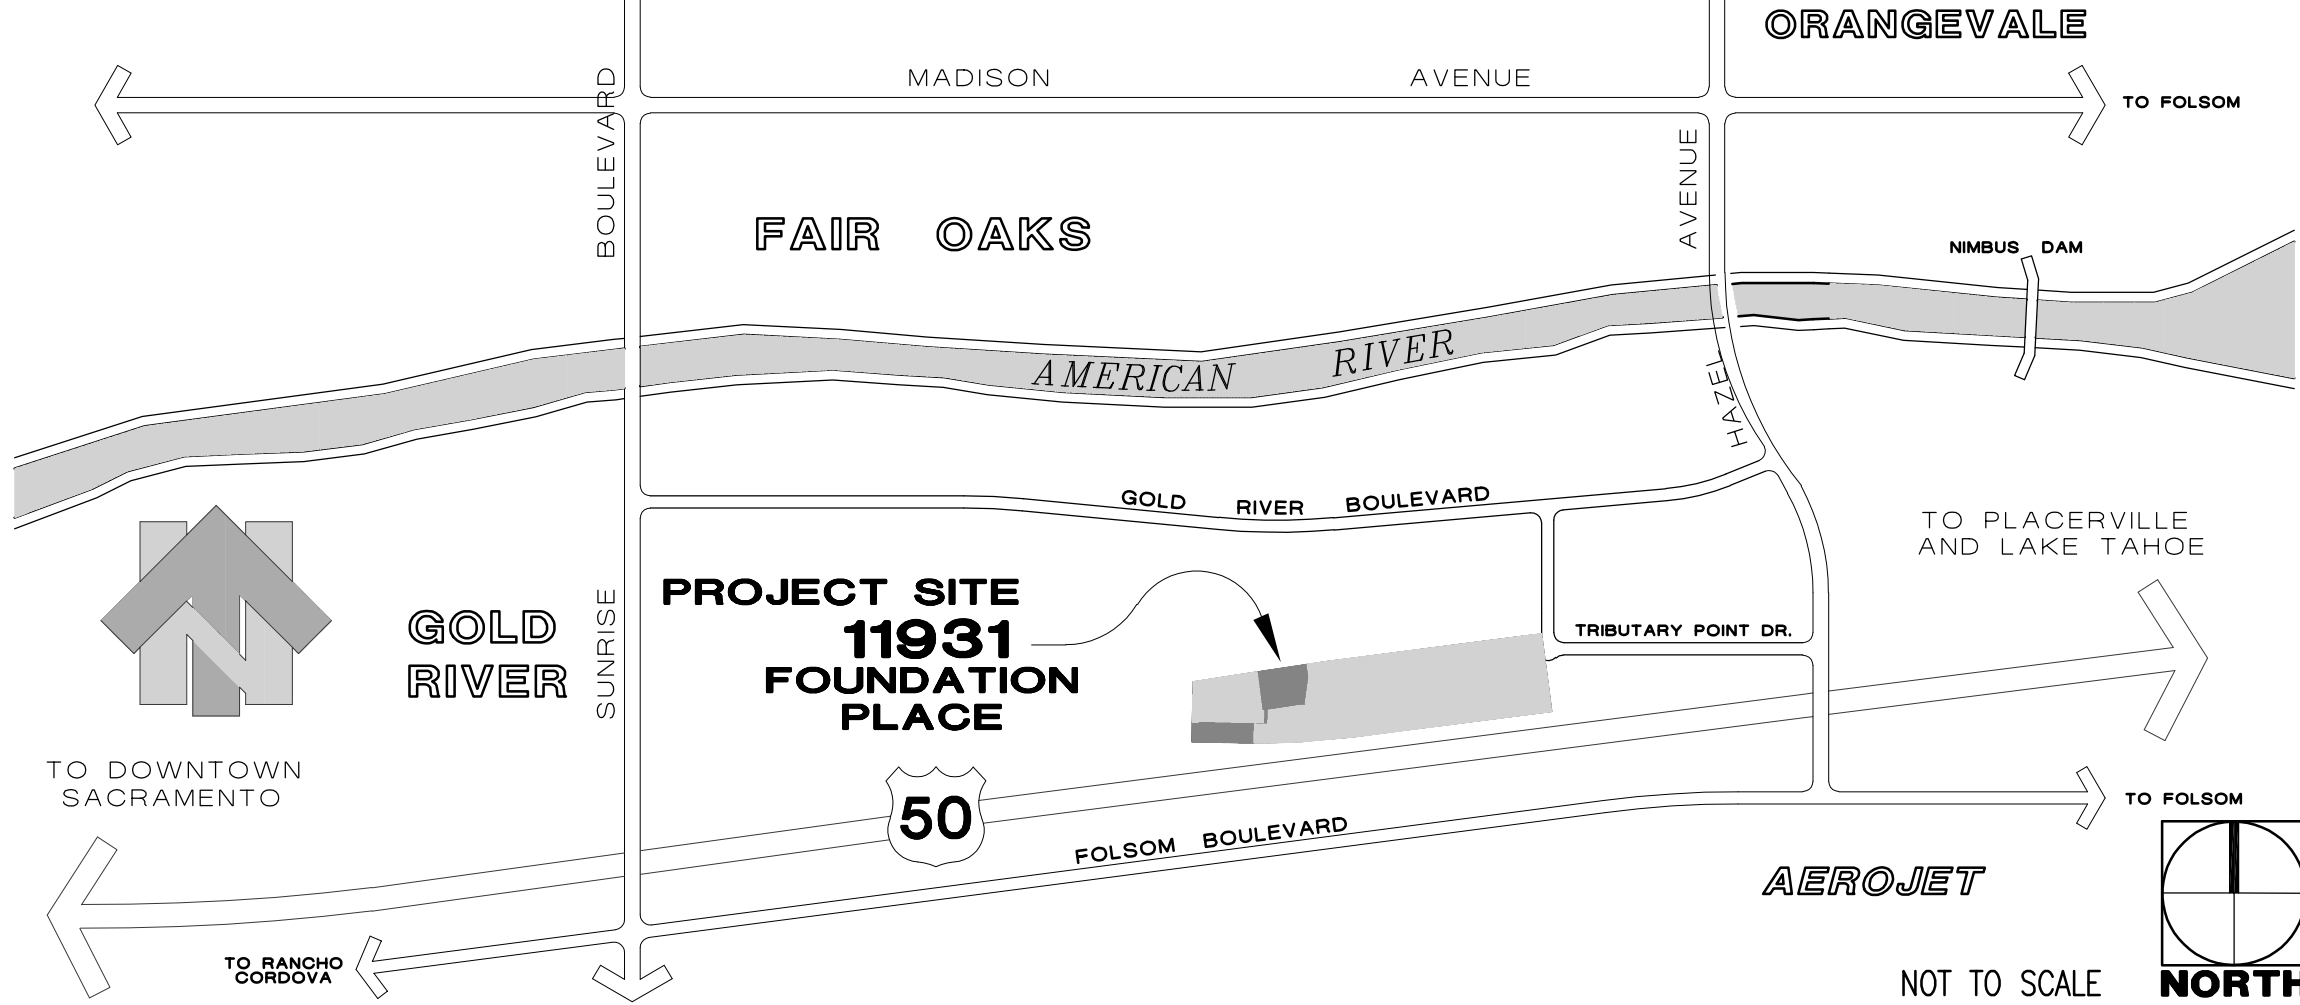 ORANGEVALE
MADISON AVENUE
TO FOLSOM
BOULEVARD
AVENUE
FAIR OAKS
NIMBUS DAM
AMERICAN RIVER
HAZEL
GOLD RIVER BOULEVARD
TO PLACERVILLE
AND LAKE TAHOE
PROJECT SITE
11931
FOUNDATION
PLACE
GOLD
RIVER
SUNRISE
TRIBUTARY POINT DR.
TO DOWNTOWN
SACRAMENTO
50
FOLSOM BOULEVARD
TO FOLSOM
AEROJET
TO RANCHO
CORDOVA
NOT TO SCALE
NORTH